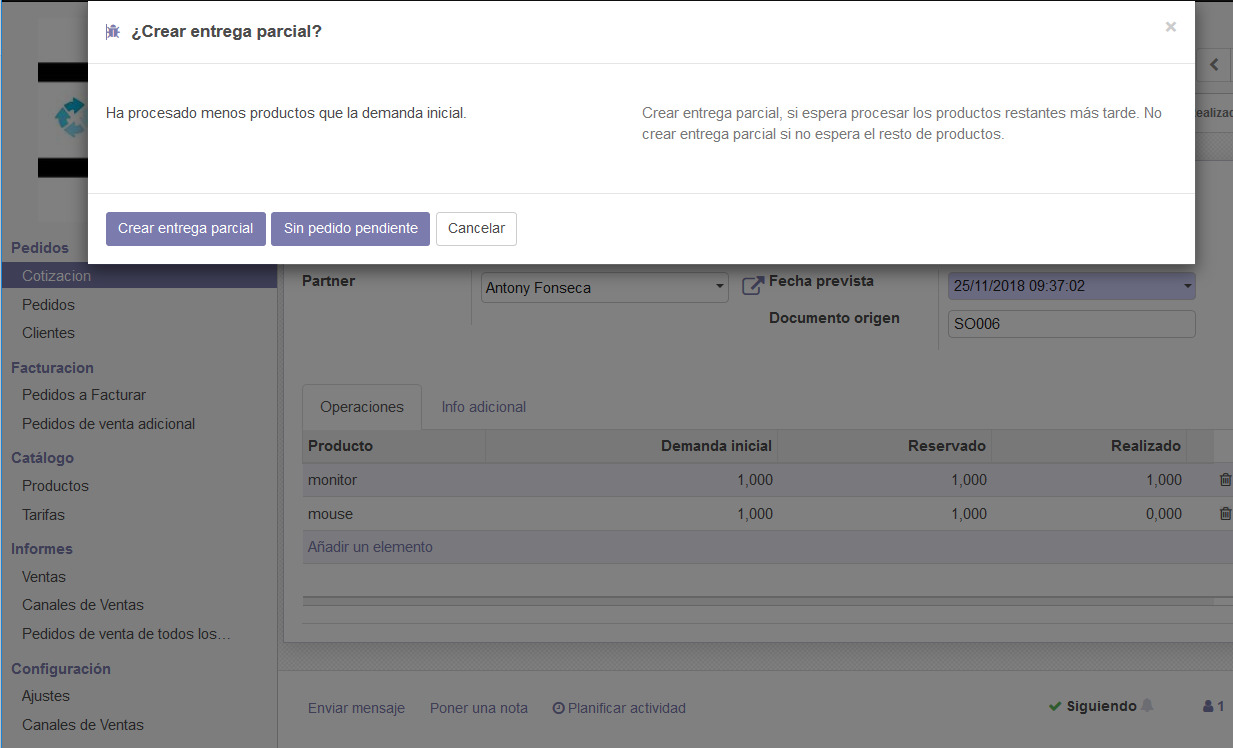 ¿Crear entrega parcial?
×
Ha procesado menos productos que la demanda inicial.
Crear entrega parcial, si espera procesar los productos restantes más tarde. No
crear entrega parcial si no espera el resto de productos.
Crear entrega parcial
Sin pedido pendiente
Cancelar
Pedidos
Cotizacion
Pedidos
Clientes
Facturacion
Pedidos a Facturar
Pedidos de venta adicional
Catálogo
Productos
Tarifas
Informes
Ventas
Canales de Ventas
Pedidos de venta de todos los…
Configuración
Ajustes
Canales de Ventas
Partner
Antony Fonseca
Fecha prevista
25/11/2018 09:37:02
Documento origen
SO006
Operaciones
Info adicional
Producto Demanda inicial Reservado Realizado
monitor 1,000 1,000 1,000
mouse 1,000 1,000 0,000
Añadir un elemento
Enviar mensaje Poner una nota Planificar actividad
Siguiendo
1